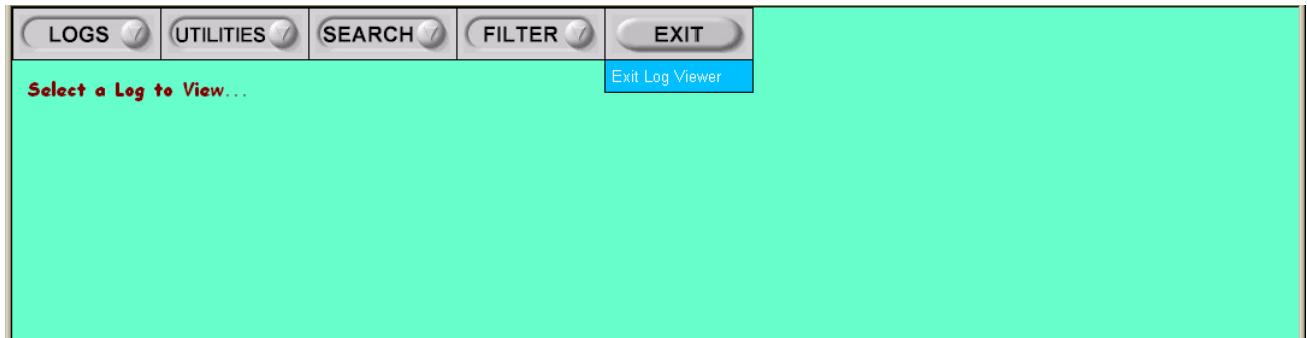 LOGS UTILITIES SEARCH FILTER EXIT
Exit Log Viewer
Select a Log to View...